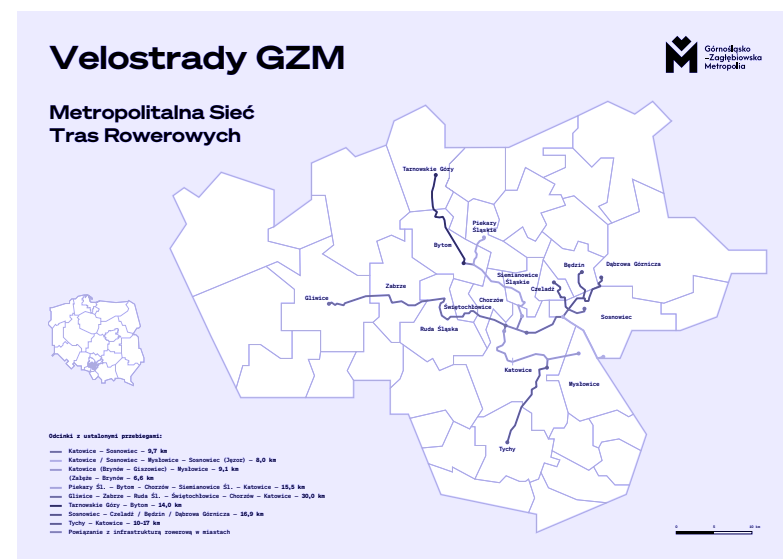 Velostrady GZM
Górnośląsko
–Zagłębiowska
Metropolia
Metropolitalna Sieć
Tras Rowerowych
Tarnowskie Góry
Piekary
Śląskie
Bytom
Siemianowice
Śląskie
Będzin
Dąbrowa Górnicza
Czeladź
Zabrze
Gliwice
Chorzów
Świętochłowice
Sosnowiec
Ruda Śląska
Katowice
Mysłowice
Tychy
Odcinki z ustalonymi przebiegami:
Katowice – Sosnowiec – 9,7 km
Katowice / Sosnowiec – Mysłowice – Sosnowiec (Jęzor) – 8,0 km
Katowice (Brynów – Giszowiec) – Mysłowice – 9,1 km
(Załęże – Brynów – 6,6 km
Piekary Śl. – Bytom – Chorzów – Siemianowice Śl. – Katowice – 15,5 km
Gliwice – Zabrze – Ruda Śl. – Świętochłowice – Chorzów – Katowice – 30,0 km
Tarnowskie Góry – Bytom – 14,0 km
Sosnowiec – Czeladź / Będzin / Dąbrowa Górnicza – 16,9 km
Tychy – Katowice – 10-17 km
Powiązanie z infrastrukturą rowerową w miastach
0 5 10 km